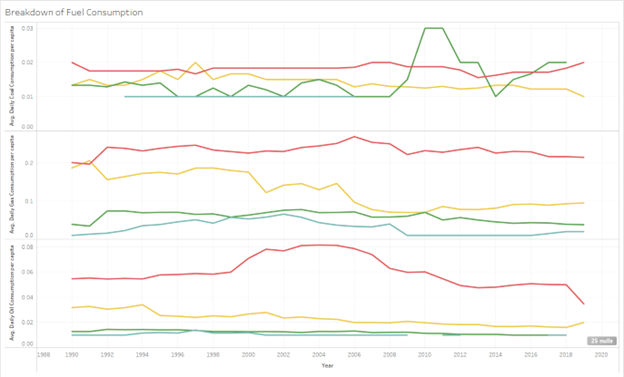 Breakdown of Fuel Consumption
Avg. Daily Coal Consumption per capita
0.03
0.02
0.01
0.00
Avg. Daily Gas Consumption per capita
0.2
0.1
0.0
Avg. Daily Oil Consumption per capita
0.08
0.06
0.04
0.02
0.00
25 nulls
1988 1990 1992 1994 1996 1998 2000 2002 2004 2006 2008 2010 2012 2014 2016 2018 2020
Year